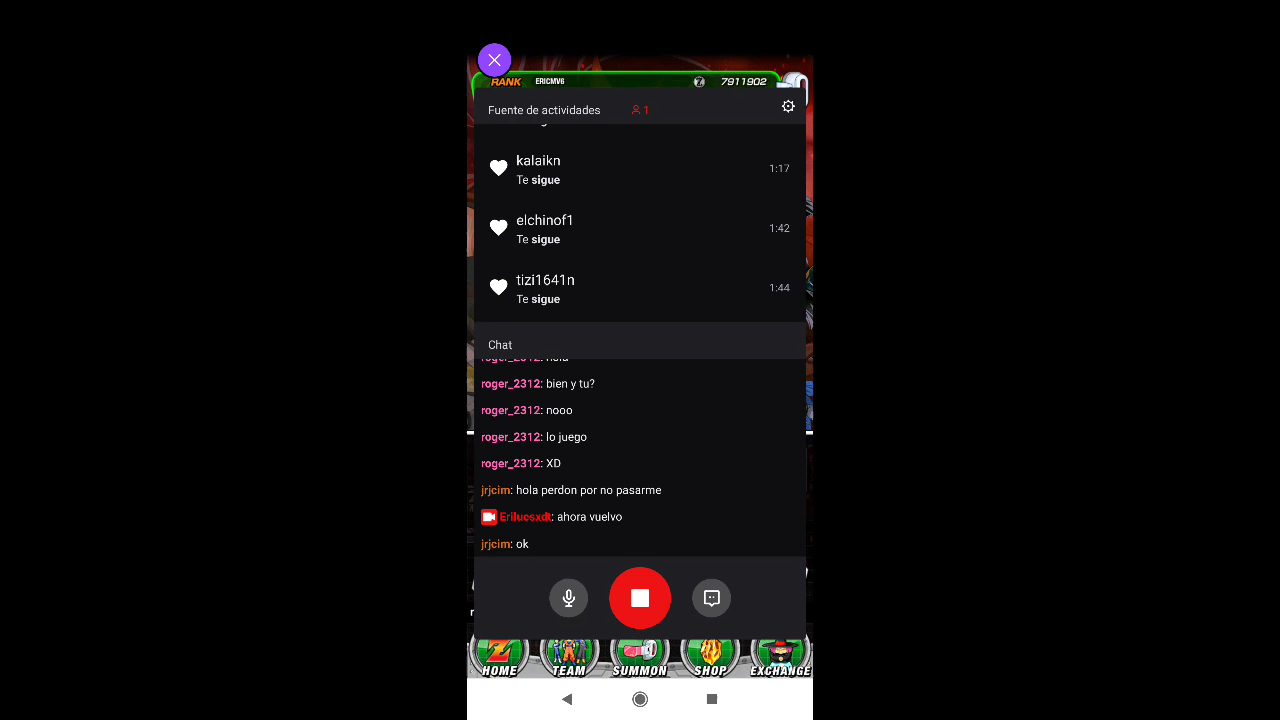 RANK ERICMV6 7911902
Fuente de actividades 1
kalaikn
Te sigue 1:17
elchinof1
Te sigue 1:42
tizi1641n
Te sigue 1:44
Chat
roger_2312: hola
roger_2312: bien y tu?
roger_2312: nooo
roger_2312: lo juego
roger_2312: XD
jrjcim: hola perdon por no pasarme
Erilucsxdt: ahora vuelvo
jrjcim: ok
HOME TEAM SUMMON SHOP EXCHANGE